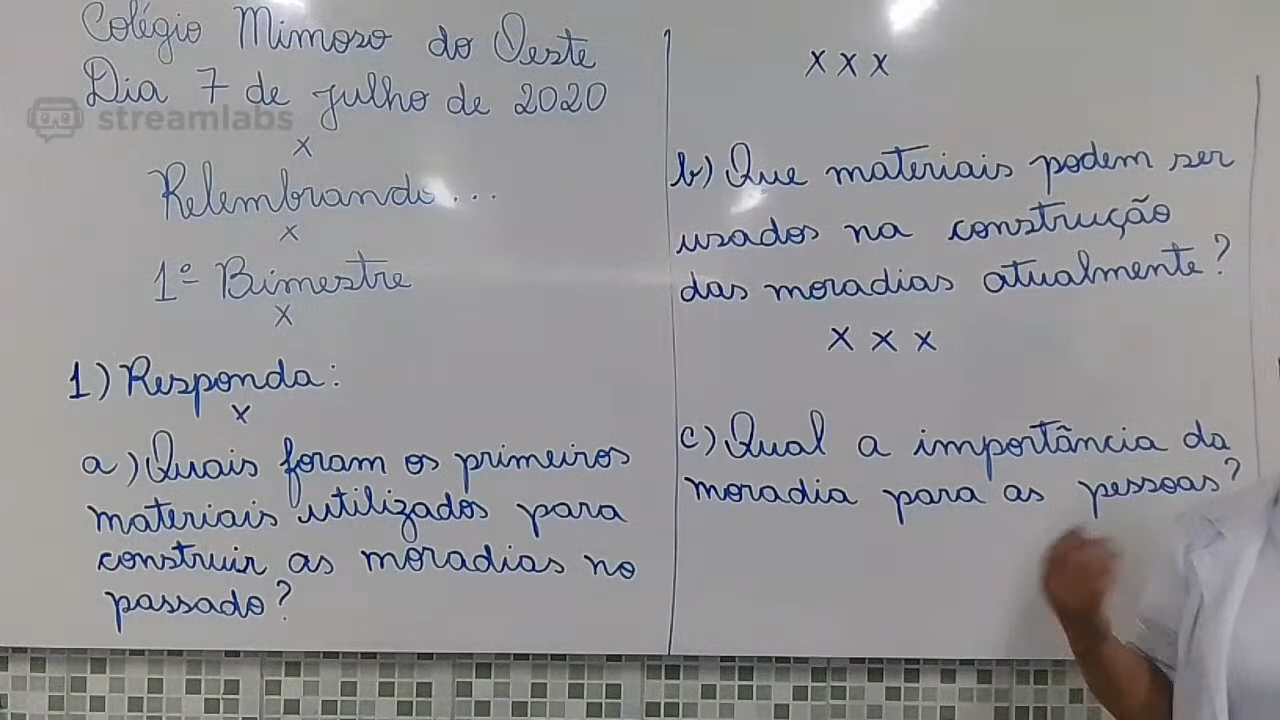 Colégio Mimoso do Oeste
Dia 7 de julho de 2020
streamlabs
x
Relembrando...
x
1º Bimestre
x
1) Responda:
x
a) Quais foram os primeiros
materiais utilizados para
construir as moradias no
passado?
x x x
b) Que materiais podem ser
usados na construção
das moradias atualmente?
x x x
c) Qual a importância da
moradia para as pessoas?